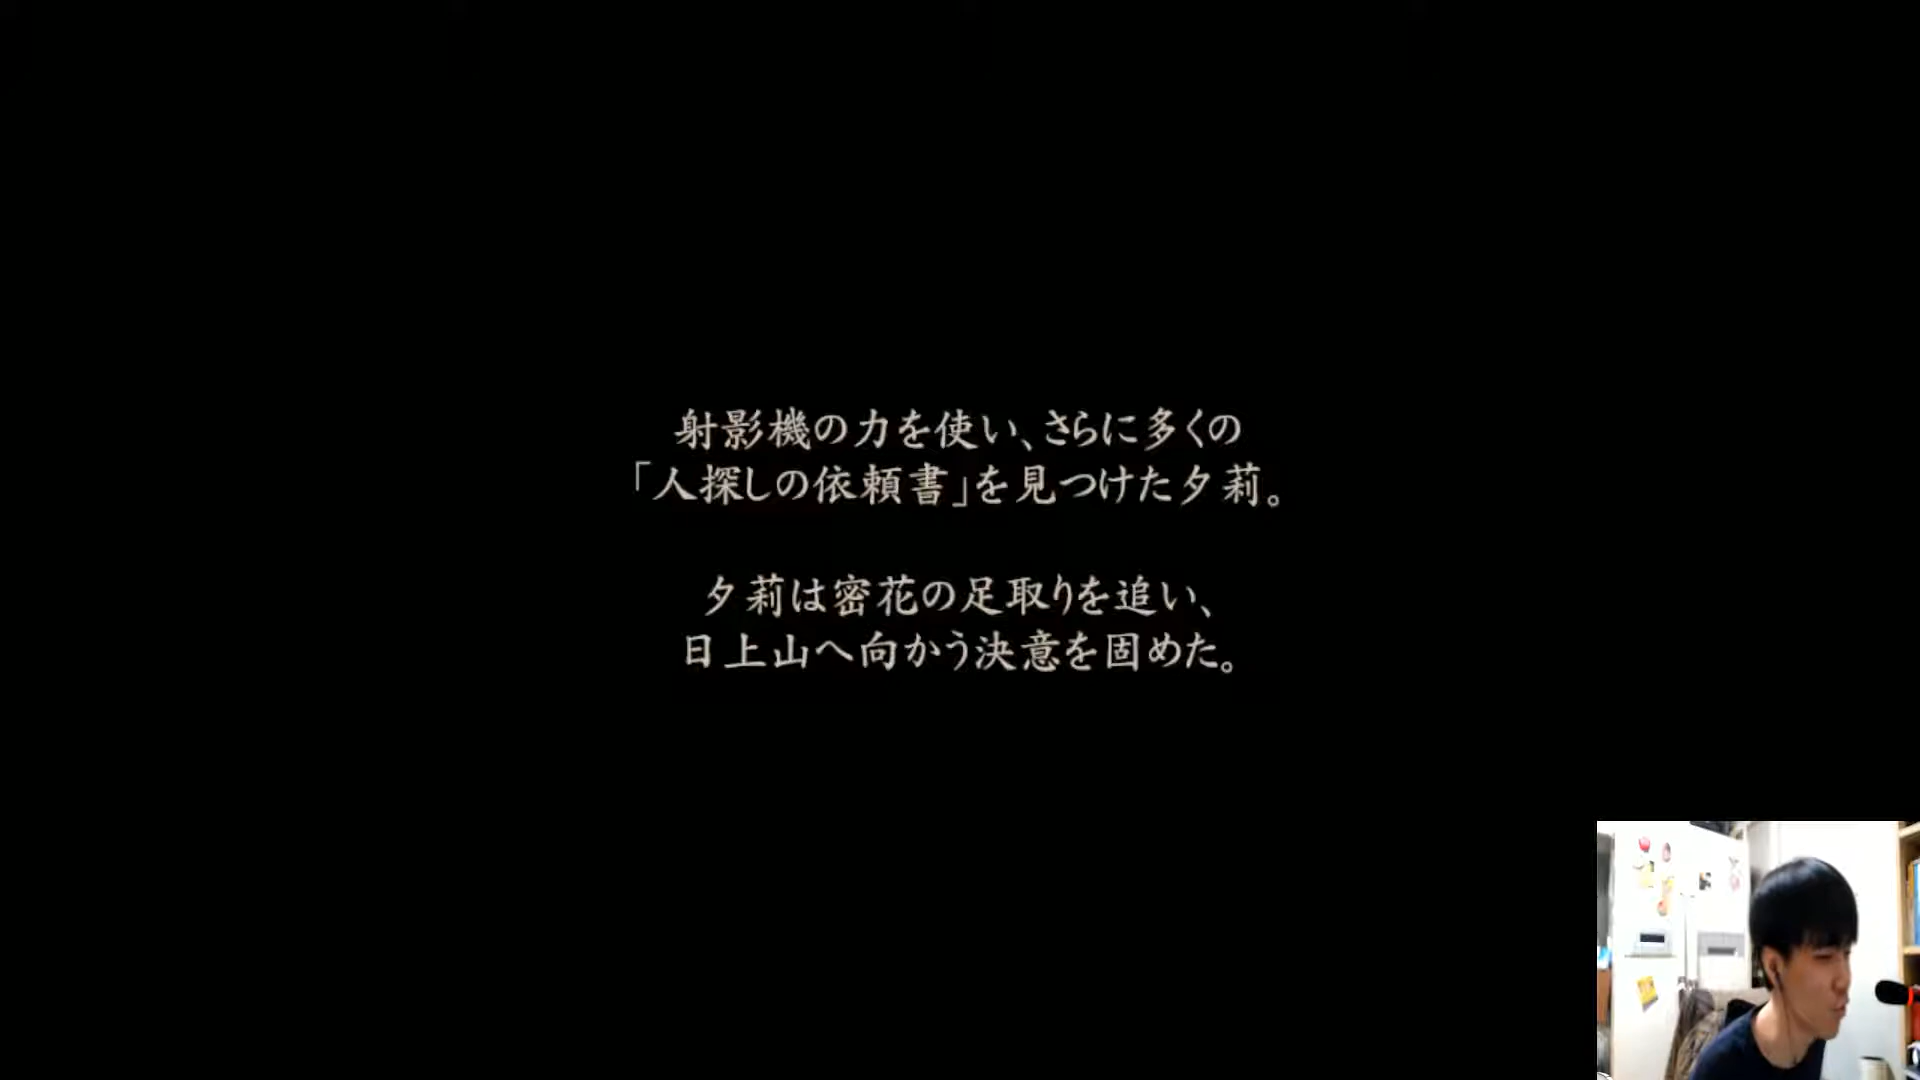 射影機の力を使い、さらに多くの
「人探しの依頼書」を見つけた夕莉。
夕莉は密花の足取りを追い、
日上山へ向かう決意を固めた。